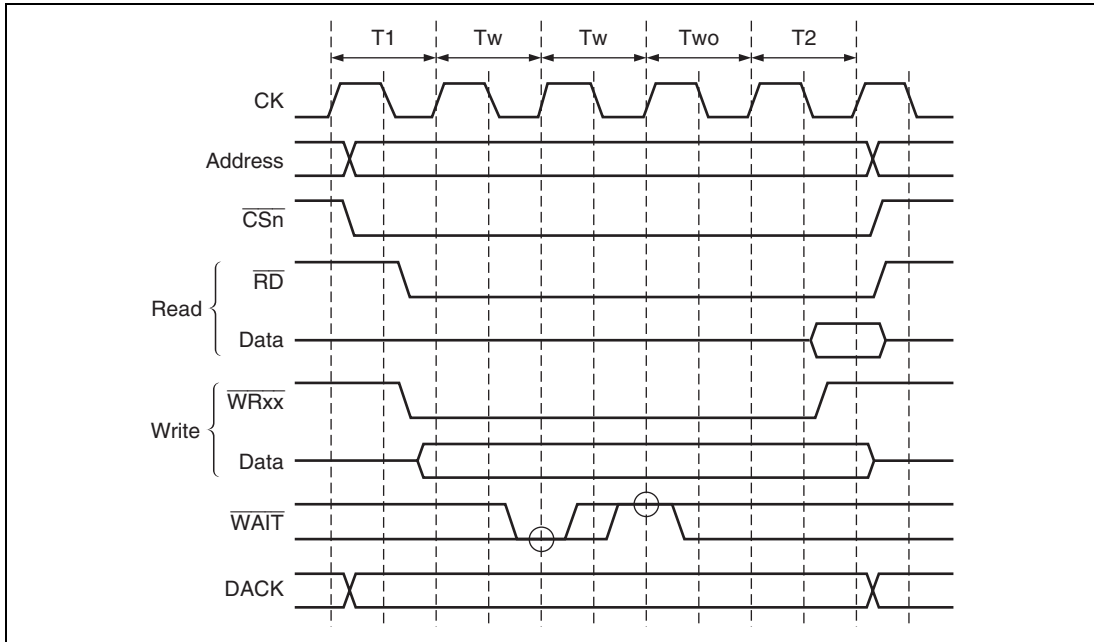 T1 Tw Tw Two T2
CK
Address
CSn
RD
Read
Data
WRxx
Write
Data
WAIT
DACK